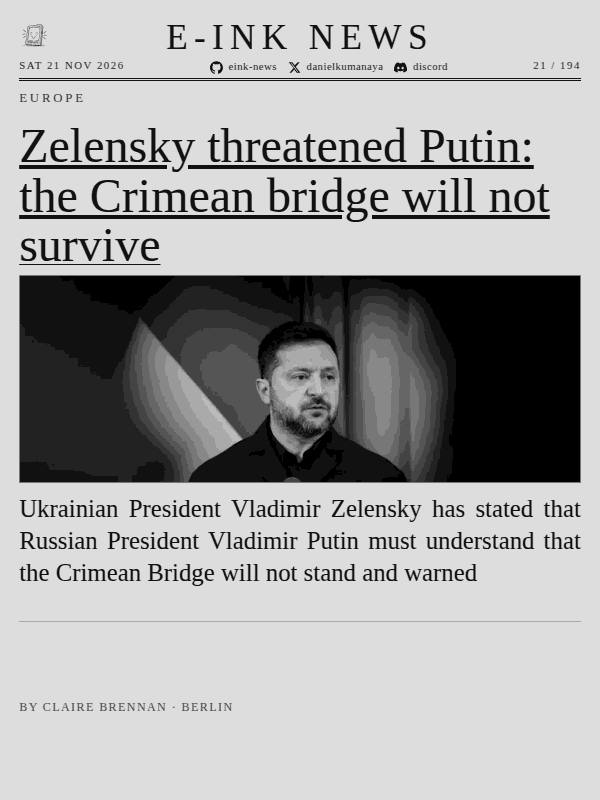 E-INK NEWS
SAT 21 NOV 2026
eink-news danielkumanaya discord
21 / 194
EUROPE
Zelensky threatened Putin:
the Crimean bridge will not
survive
Ukrainian President Vladimir Zelensky has stated that
Russian President Vladimir Putin must understand that
the Crimean Bridge will not stand and warned
BY CLAIRE BRENNAN · BERLIN